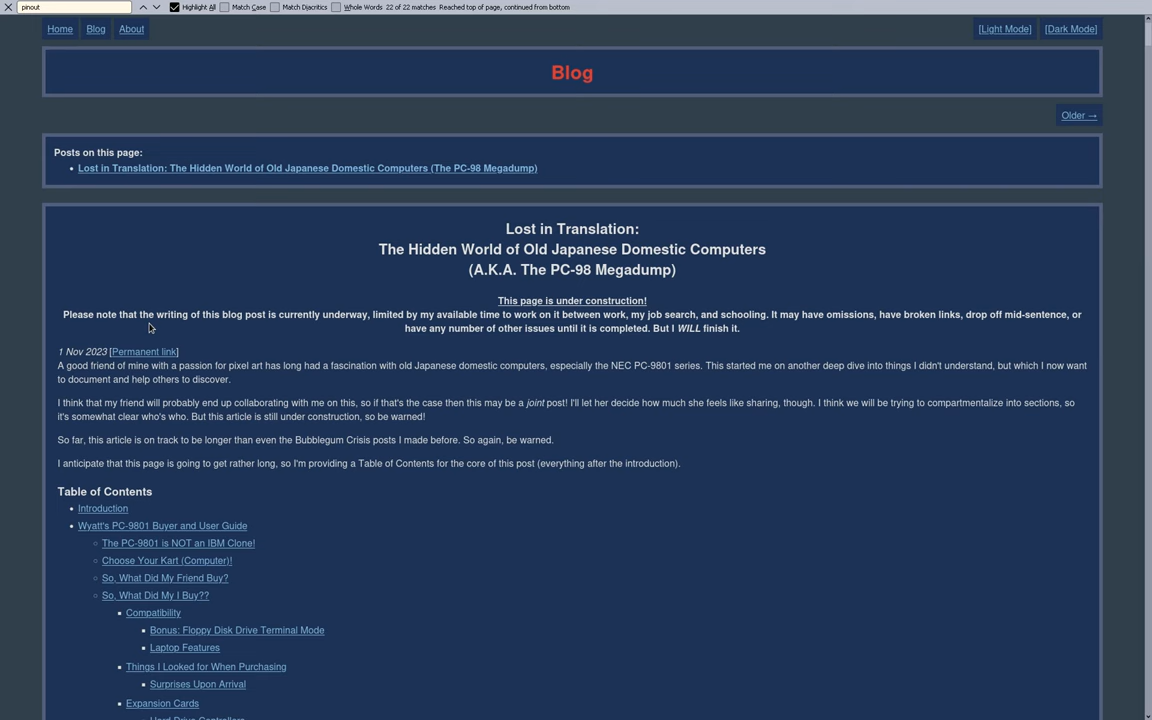 pinout Highlight All Match Case Match Diacritics Whole Words 22 of 22 matches Reached top of page, continued from bottom
Home Blog About [Light Mode] [Dark Mode]
Blog
Older →
Posts on this page:
• Lost in Translation: The Hidden World of Old Japanese Domestic Computers (The PC-98 Megadump)
Lost in Translation:
The Hidden World of Old Japanese Domestic Computers
(A.K.A. The PC-98 Megadump)
This page is under construction!
Please note that the writing of this blog post is currently underway, limited by my available time to work on it between work, my job search, and schooling. It may have omissions, have broken links, drop off mid-sentence, or
have any number of other issues until it is completed. But I WILL finish it.
1 Nov 2023 [Permanent link]
A good friend of mine with a passion for pixel art has long had a fascination with old Japanese domestic computers, especially the NEC PC-9801 series. This started me on another deep dive into things I didn't understand, but which I now want
to document and help others to discover.
I think that my friend will probably end up collaborating with me on this, so if that's the case then this may be a joint post! I'll let her decide how much she feels like sharing, though. I think we will be trying to compartmentalize into sections, so
it's somewhat clear who's who. But this article is still under construction, so be warned!
So far, this article is on track to be longer than even the Bubblegum Crisis posts I made before. So again, be warned.
I anticipate that this page is going to get rather long, so I'm providing a Table of Contents for the core of this post (everything after the introduction).
Table of Contents
• Introduction
• Wyatt's PC-9801 Buyer and User Guide
○ The PC-9801 is NOT an IBM Clone!
○ Choose Your Kart (Computer)!
○ So, What Did My Friend Buy?
○ So, What Did My I Buy??
▪ Compatibility
▪ Bonus: Floppy Disk Drive Terminal Mode
▪ Laptop Features
▪ Things I Looked for When Purchasing
▪ Surprises Upon Arrival
▪ Expansion Cards
▪ Hard Drive Controllers